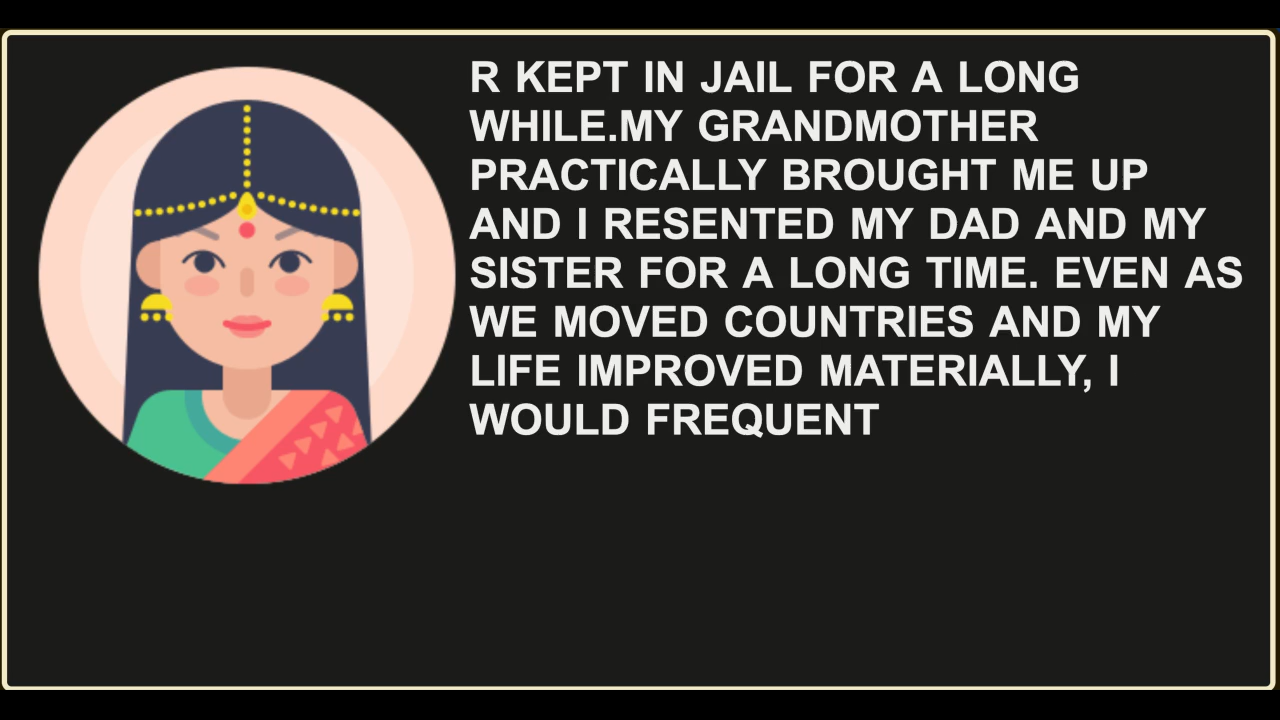 R KEPT IN JAIL FOR A LONG
WHILE.MY GRANDMOTHER
PRACTICALLY BROUGHT ME UP
AND I RESENTED MY DAD AND MY
SISTER FOR A LONG TIME. EVEN AS
WE MOVED COUNTRIES AND MY
LIFE IMPROVED MATERIALLY, I
WOULD FREQUENT